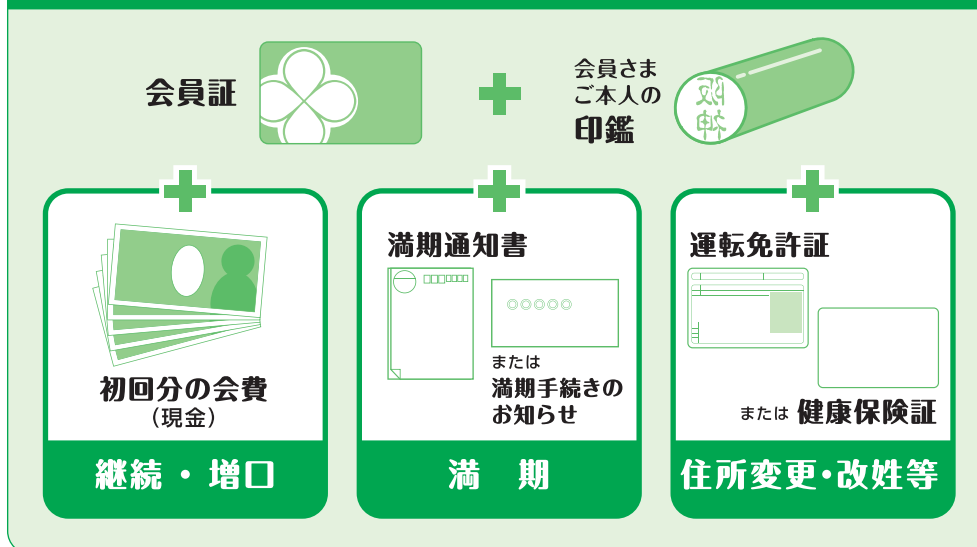 会員証
会員さま
ご本人の
印鑑
阪神
初回分の会費
(現金)
継続・増口
満期通知書
または
満期手続きの
お知らせ
満 期
運転免許証
または 健康保険証
住所変更・改姓等